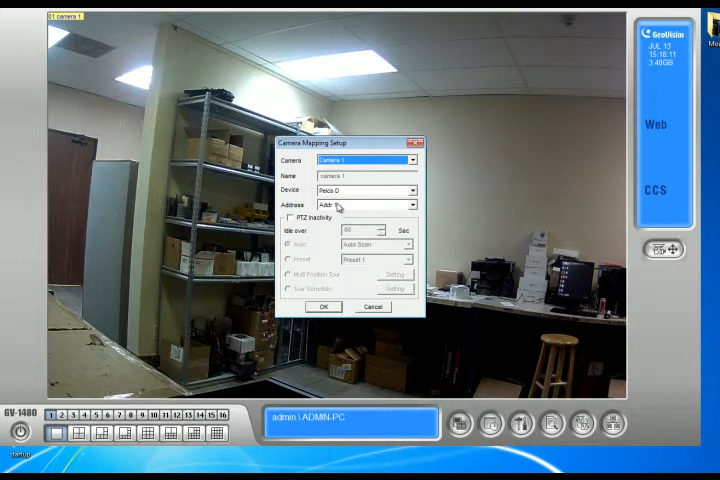 01 camera 1
GeoVision
JUL 13
15:18:11
3.40GB
Web
CCS
Camera Mapping Setup
Camera
Camera 1
Name
camera 1
Device
Pelco D
Address
Addr 1
PTZ Inactivity
Idle over
60
Sec
Auto
Auto Scan
Preset
Preset 1
Multi Position Tour
Setting
Tour Schedule
Setting
OK
Cancel
GV-1480
1 2 3 4 5 6 7 8 9 10 11 12 13 14 15 16
admin \ ADMIN-PC
startup